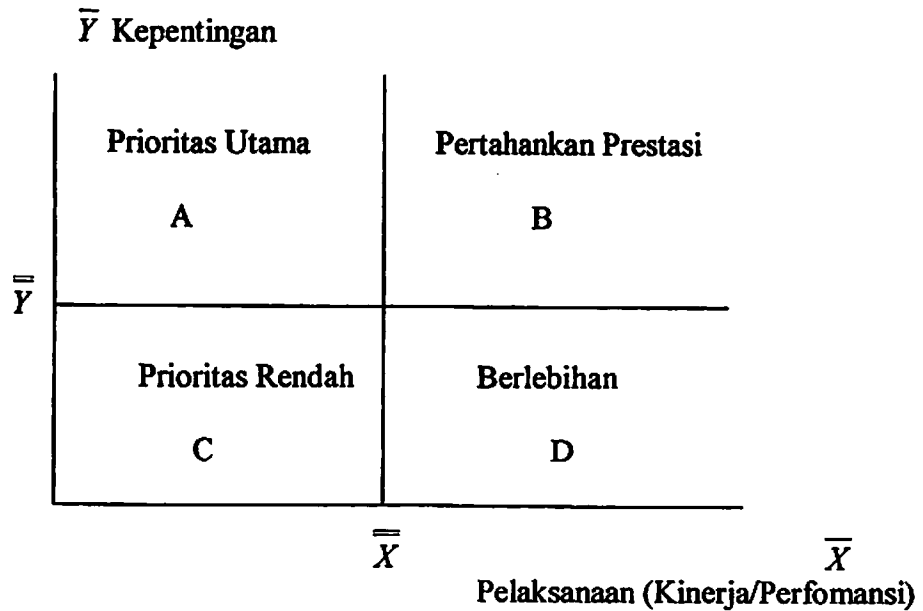 Y̅ Kepentingan
Prioritas Utama
Pertahankan Prestasi
A
B
Y̿
Prioritas Rendah
Berlebihan
C
D
X̿
X̅
Pelaksanaan (Kinerja/Perfomansi)